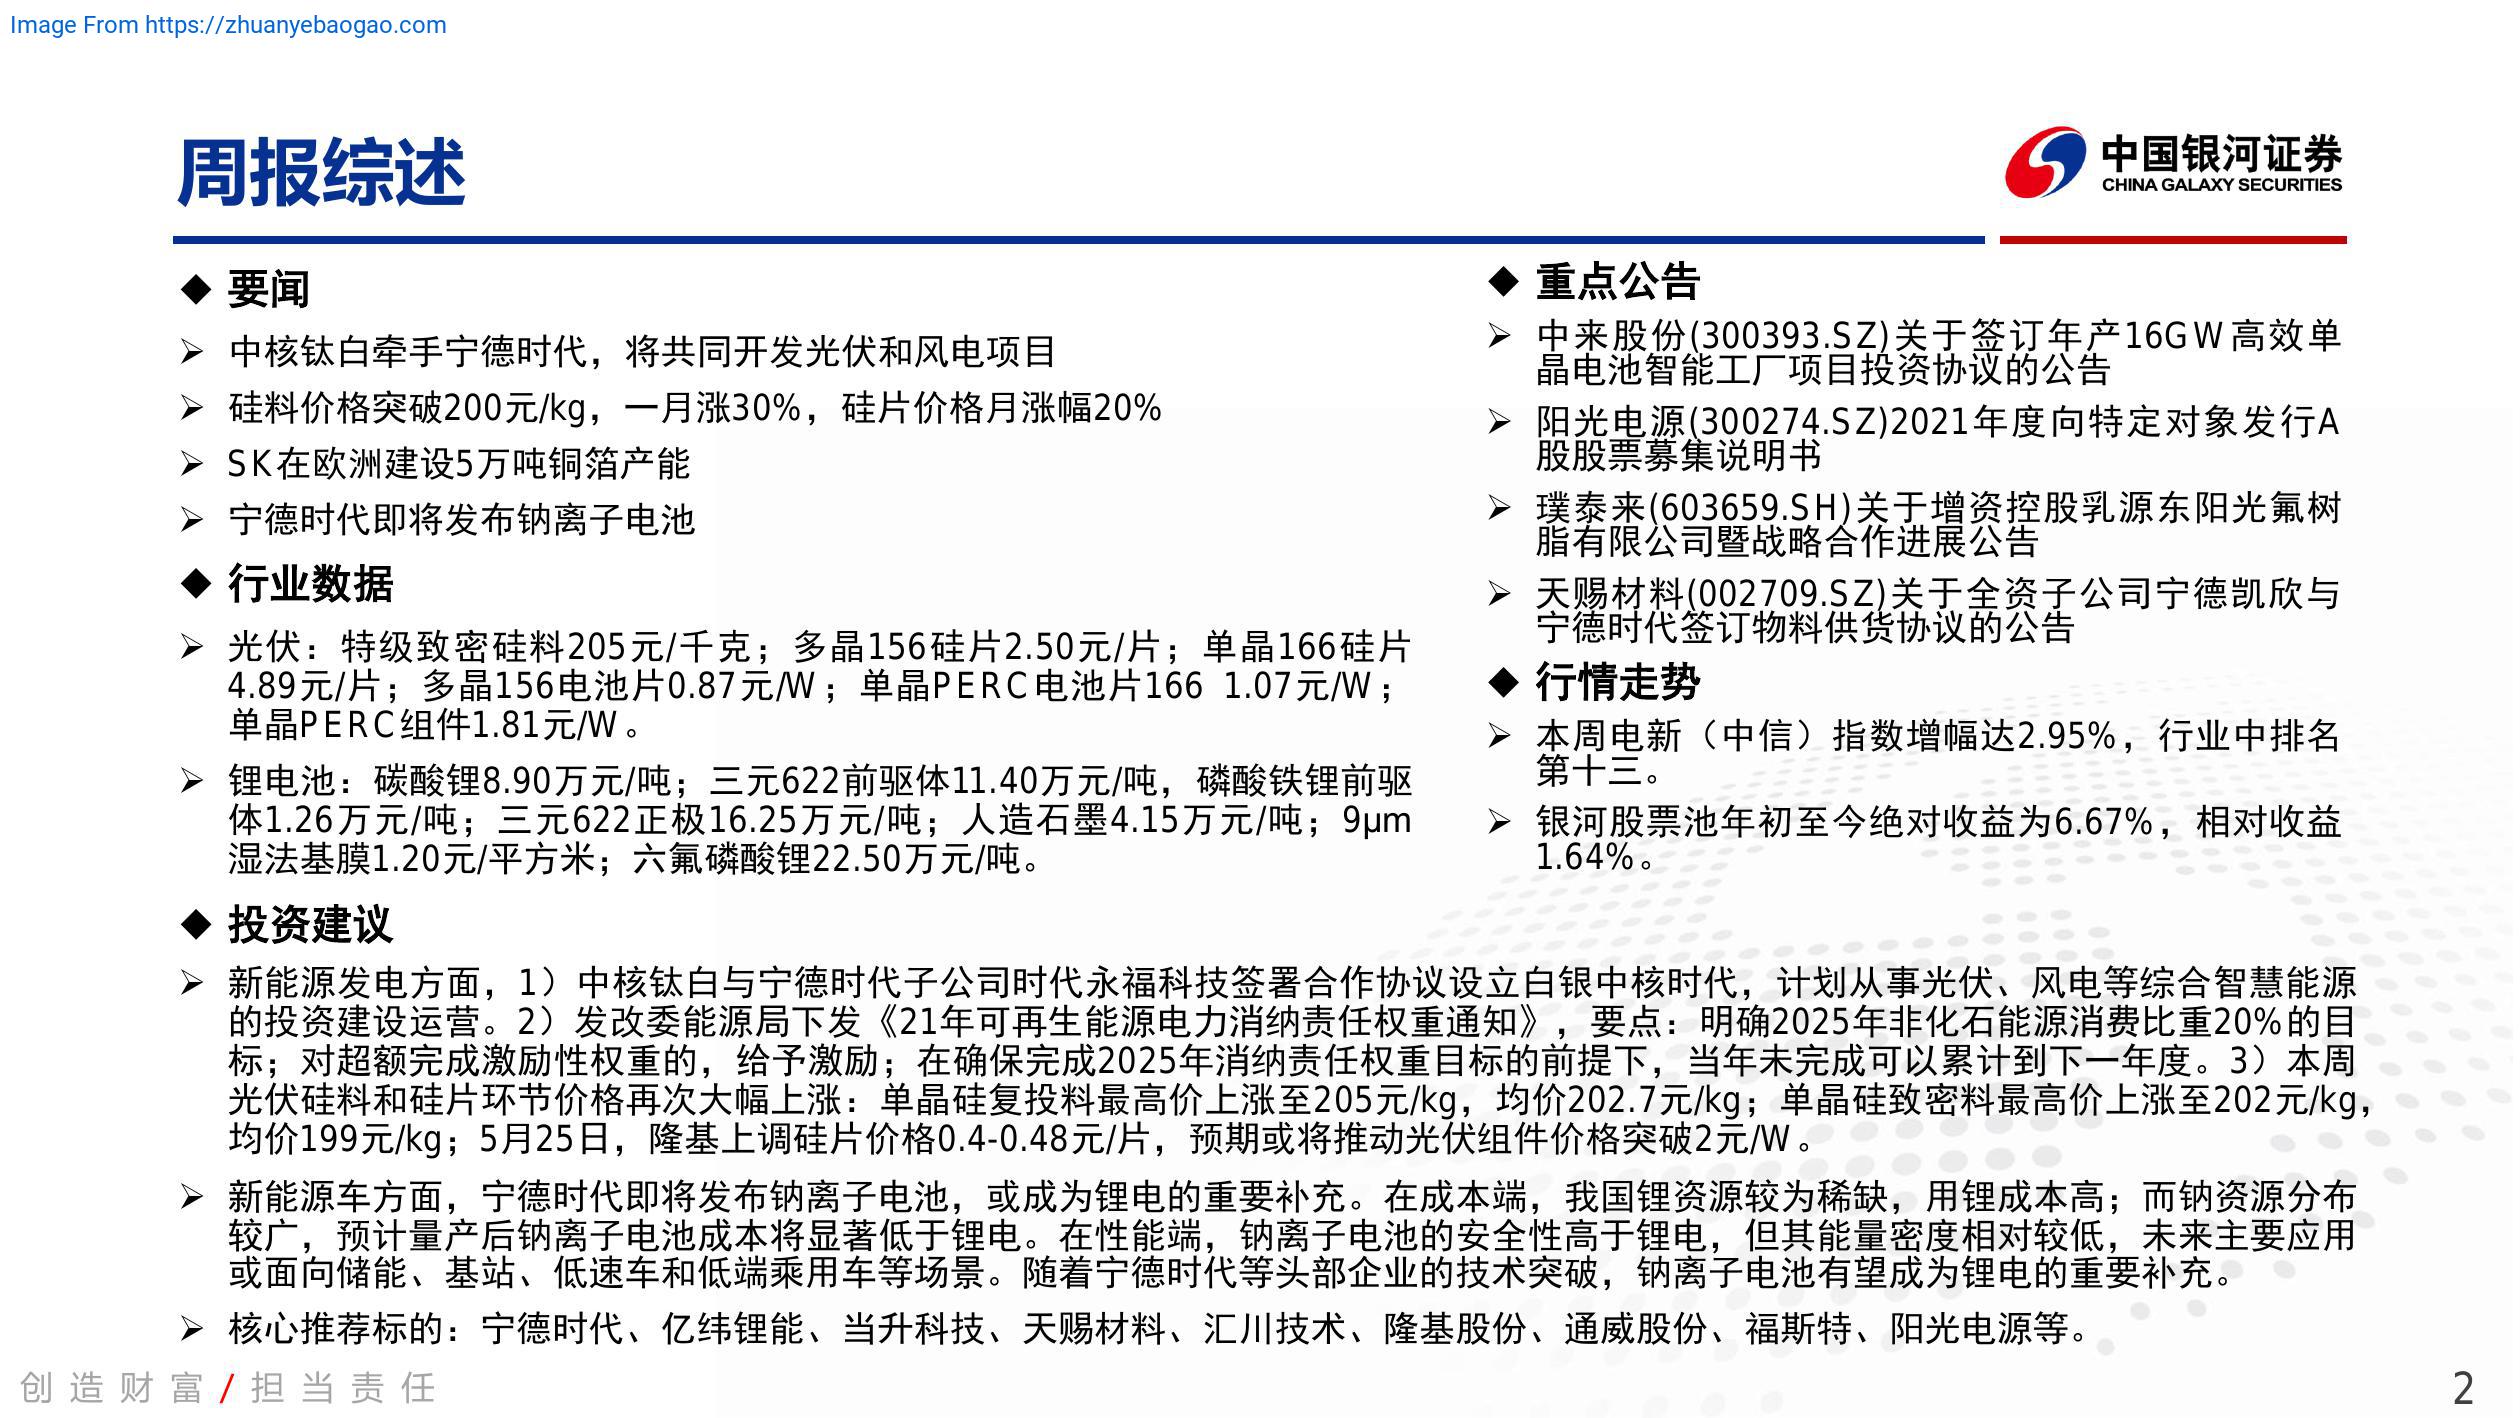 Image From https://zhuanyebaogao.com
周报综述
中国银河证券
CHINA GALAXY SECURITIES
◆ 要闻
➢ 中核钛白牵手宁德时代，将共同开发光伏和风电项目
➢ 硅料价格突破200元/kg，一月涨30%，硅片价格月涨幅20%
➢ SK在欧洲建设5万吨铜箔产能
➢ 宁德时代即将发布钠离子电池
◆ 行业数据
➢ 光伏：特级致密硅料205元/千克；多晶156硅片2.50元/片；单晶166硅片
4.89元/片；多晶156电池片0.87元/W；单晶PERC电池片166 1.07元/W；
单晶PERC组件1.81元/W。
➢ 锂电池：碳酸锂8.90万元/吨；三元622前驱体11.40万元/吨，磷酸铁锂前驱
体1.26万元/吨；三元622正极16.25万元/吨；人造石墨4.15万元/吨；9μm
湿法基膜1.20元/平方米；六氟磷酸锂22.50万元/吨。
◆ 重点公告
➢ 中来股份(300393.SZ)关于签订年产16GW高效单
晶电池智能工厂项目投资协议的公告
➢ 阳光电源(300274.SZ)2021年度向特定对象发行A
股股票募集说明书
➢ 璞泰来(603659.SH)关于增资控股乳源东阳光氟树
脂有限公司暨战略合作进展公告
➢ 天赐材料(002709.SZ)关于全资子公司宁德凯欣与
宁德时代签订物料供货协议的公告
◆ 行情走势
➢ 本周电新（中信）指数增幅达2.95%，行业中排名
第十三。
➢ 银河股票池年初至今绝对收益为6.67%，相对收益
1.64%。
◆ 投资建议
➢ 新能源发电方面，1）中核钛白与宁德时代子公司时代永福科技签署合作协议设立白银中核时代，计划从事光伏、风电等综合智慧能源
的投资建设运营。2）发改委能源局下发《21年可再生能源电力消纳责任权重通知》，要点：明确2025年非化石能源消费比重20%的目
标；对超额完成激励性权重的，给予激励；在确保完成2025年消纳责任权重目标的前提下，当年未完成可以累计到下一年度。3）本周
光伏硅料和硅片环节价格再次大幅上涨：单晶硅复投料最高价上涨至205元/kg，均价202.7元/kg；单晶硅致密料最高价上涨至202元/kg，
均价199元/kg；5月25日，隆基上调硅片价格0.4-0.48元/片，预期或将推动光伏组件价格突破2元/W。
➢ 新能源车方面，宁德时代即将发布钠离子电池，或成为锂电的重要补充。在成本端，我国锂资源较为稀缺，用锂成本高；而钠资源分布
较广，预计量产后钠离子电池成本将显著低于锂电。在性能端，钠离子电池的安全性高于锂电，但其能量密度相对较低，未来主要应用
或面向储能、基站、低速车和低端乘用车等场景。随着宁德时代等头部企业的技术突破，钠离子电池有望成为锂电的重要补充。
➢ 核心推荐标的：宁德时代、亿纬锂能、当升科技、天赐材料、汇川技术、隆基股份、通威股份、福斯特、阳光电源等。
创造财富/担当责任
2